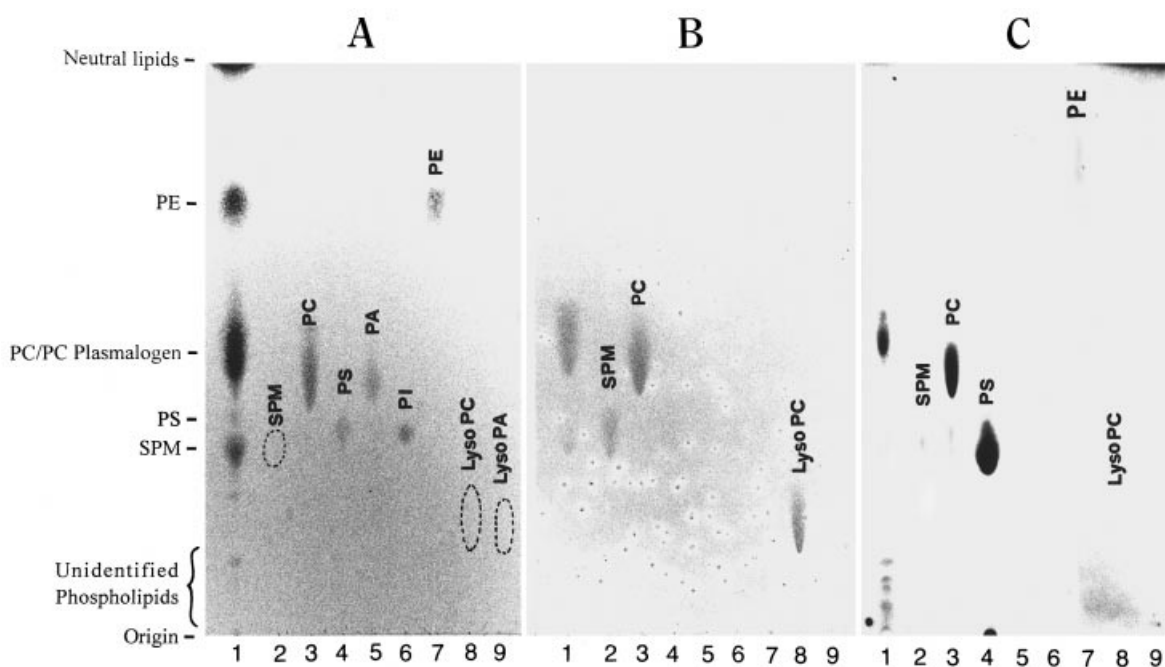 A B C
Neutral lipids
PE
PC/PC Plasmalogen
PS
SPM
Unidentified
Phospholipids
Origin
SPM
PC
PS
PA
PI
PE
Lyso PC
Lyso PA
1 2 3 4 5 6 7 8 9
SPM
PC
Lyso PC
1 2 3 4 5 6 7 8 9
SPM
PC
PS
PE
Lyso PC
1 2 3 4 5 6 7 8 9